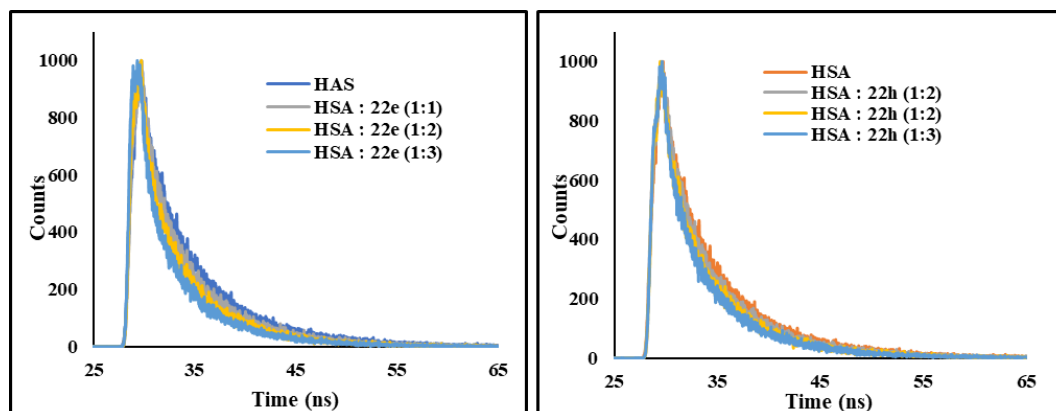 1000
800
600
400
200
0
Counts
HAS
HSA : 22e (1:1)
HSA : 22e (1:2)
HSA : 22e (1:3)
25 35 45 55 65
Time (ns)
1000
800
600
400
200
0
Counts
HSA
HSA : 22h (1:2)
HSA : 22h (1:2)
HSA : 22h (1:3)
25 35 45 55 65
Time (ns)